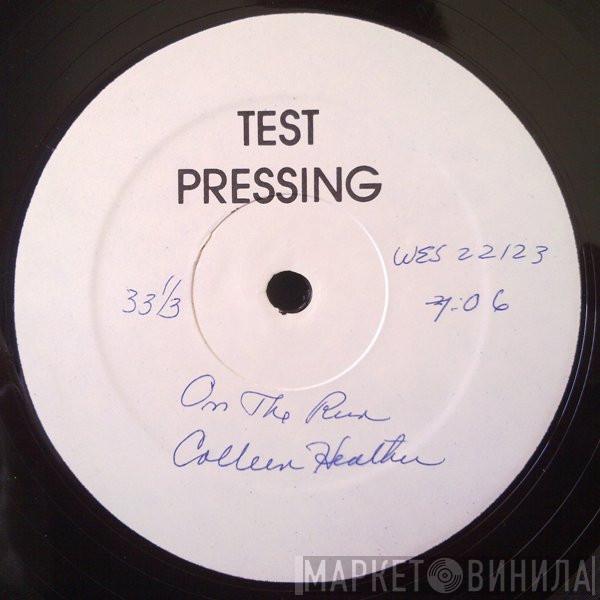 TEST
PRESSING
WES 22123
33 1/3
7:06
On The Run
Colleen Heather
МАРКЕТ ВИНИЛА